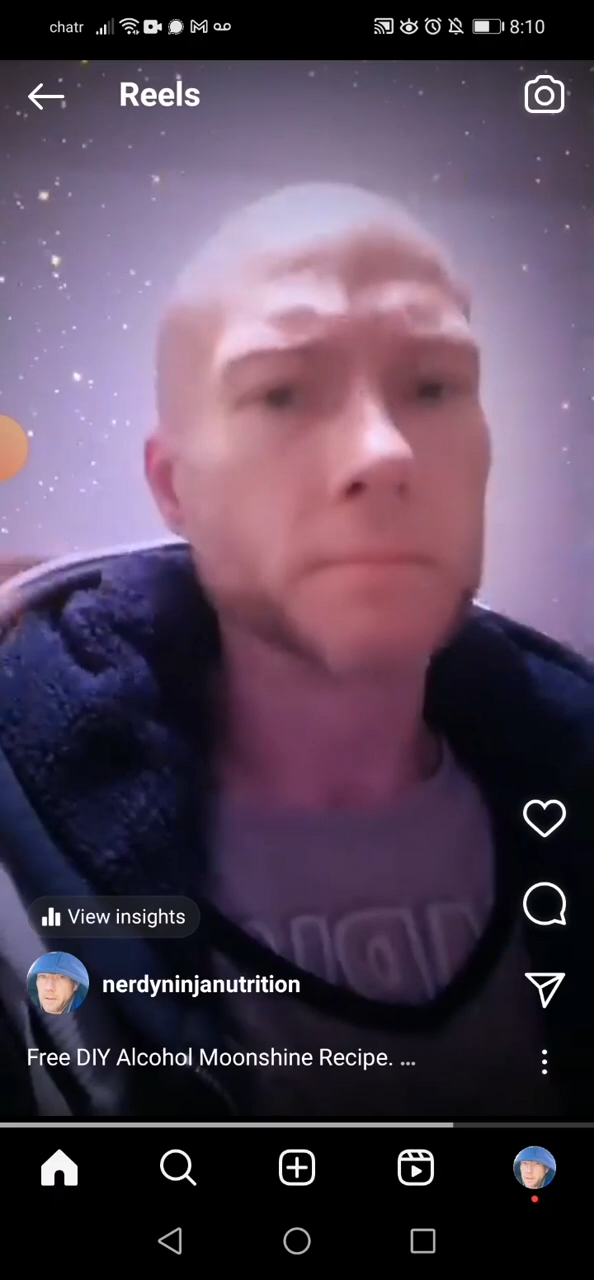 chatr 8:10
Reels
View insights
nerdyninjanutrition
Free DIY Alcohol Moonshine Recipe. ...